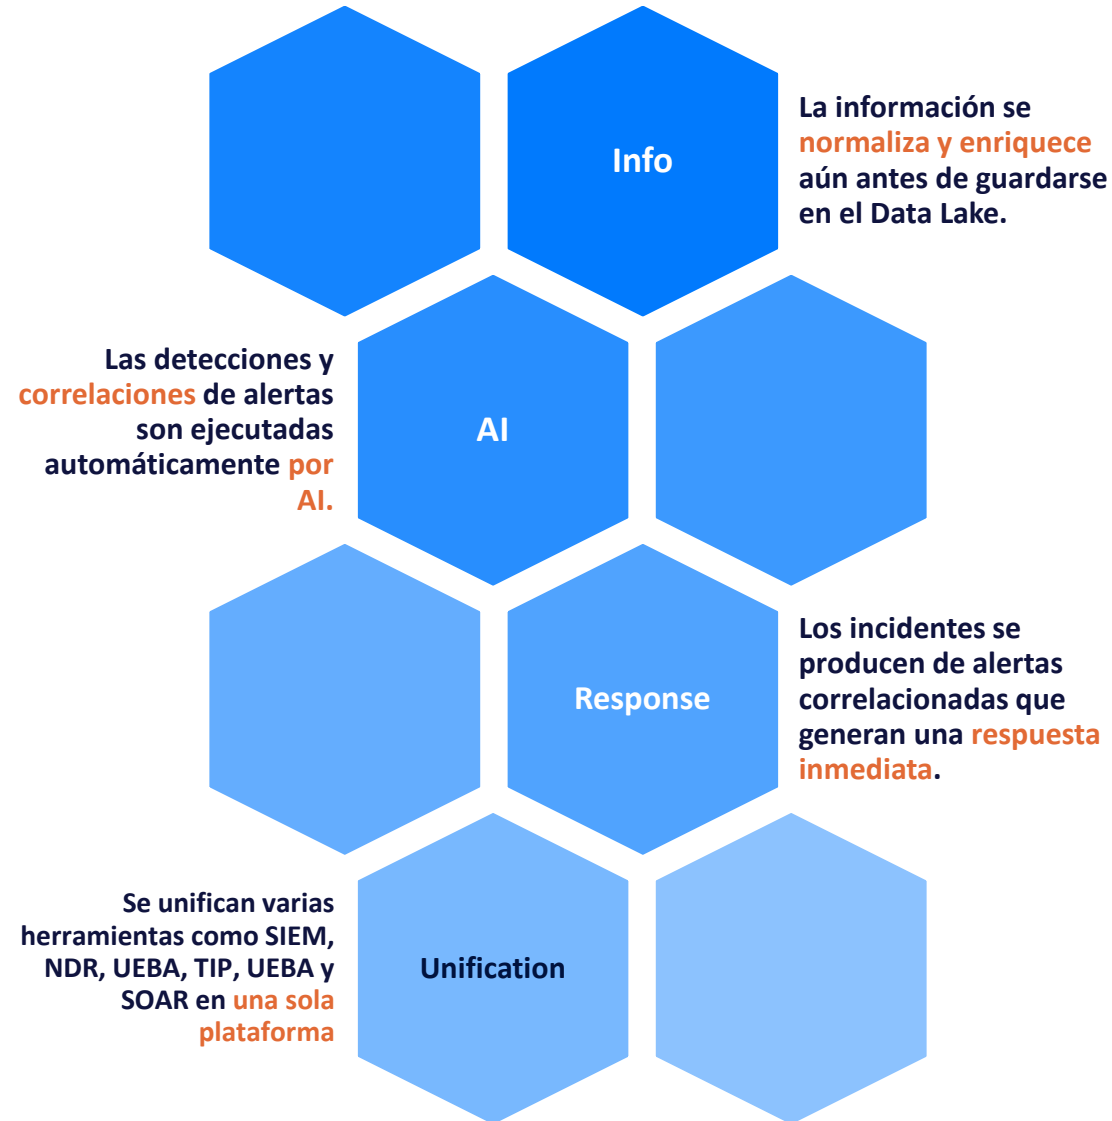 Info
La información se
normaliza y enriquece
aún antes de guardarse
en el Data Lake.
Las detecciones y
correlaciones de alertas
son ejecutadas
automáticamente por
AI.
AI
Response
Los incidentes se
producen de alertas
correlacionadas que
generan una respuesta
inmediata.
Se unifican varias
herramientas como SIEM,
NDR, UEBA, TIP, UEBA y
SOAR en una sola
plataforma
Unification